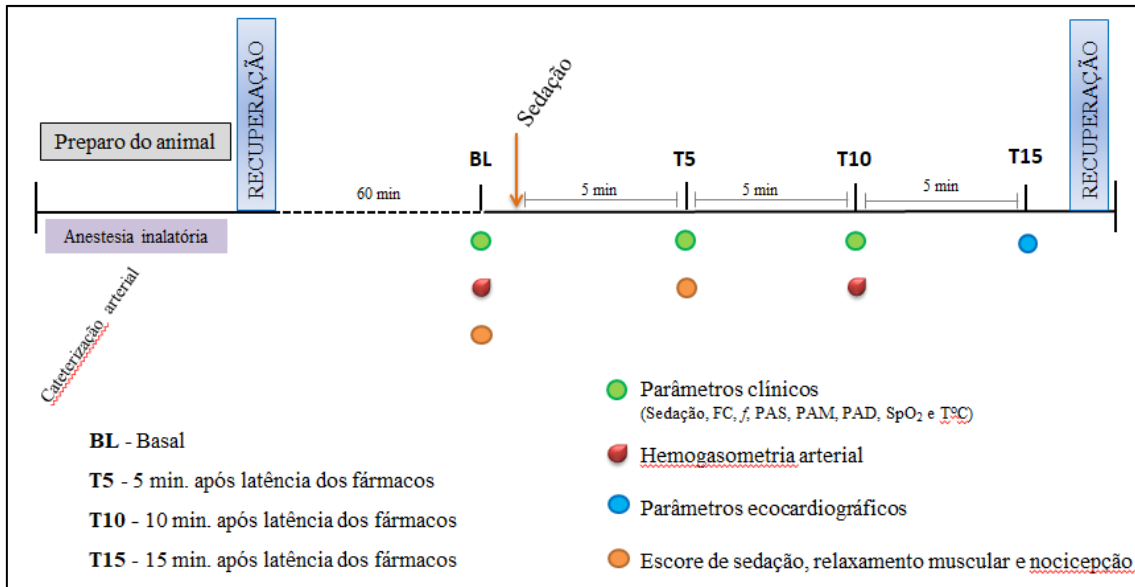 Preparo do animal
RECUPERAÇÃO
Sedação
RECUPERAÇÃO
BL
T5
T10
T15
60 min
5 min
5 min
5 min
Anestesia inalatória
Cateterização arterial
BL - Basal
T5 - 5 min. após latência dos fármacos
T10 - 10 min. após latência dos fármacos
T15 - 15 min. após latência dos fármacos
Parâmetros clínicos
(Sedação, FC, f, PAS, PAM, PAD, SpO₂ e TºC)
Hemogasometria arterial
Parâmetros ecocardiográficos
Escore de sedação, relaxamento muscular e nocicepção